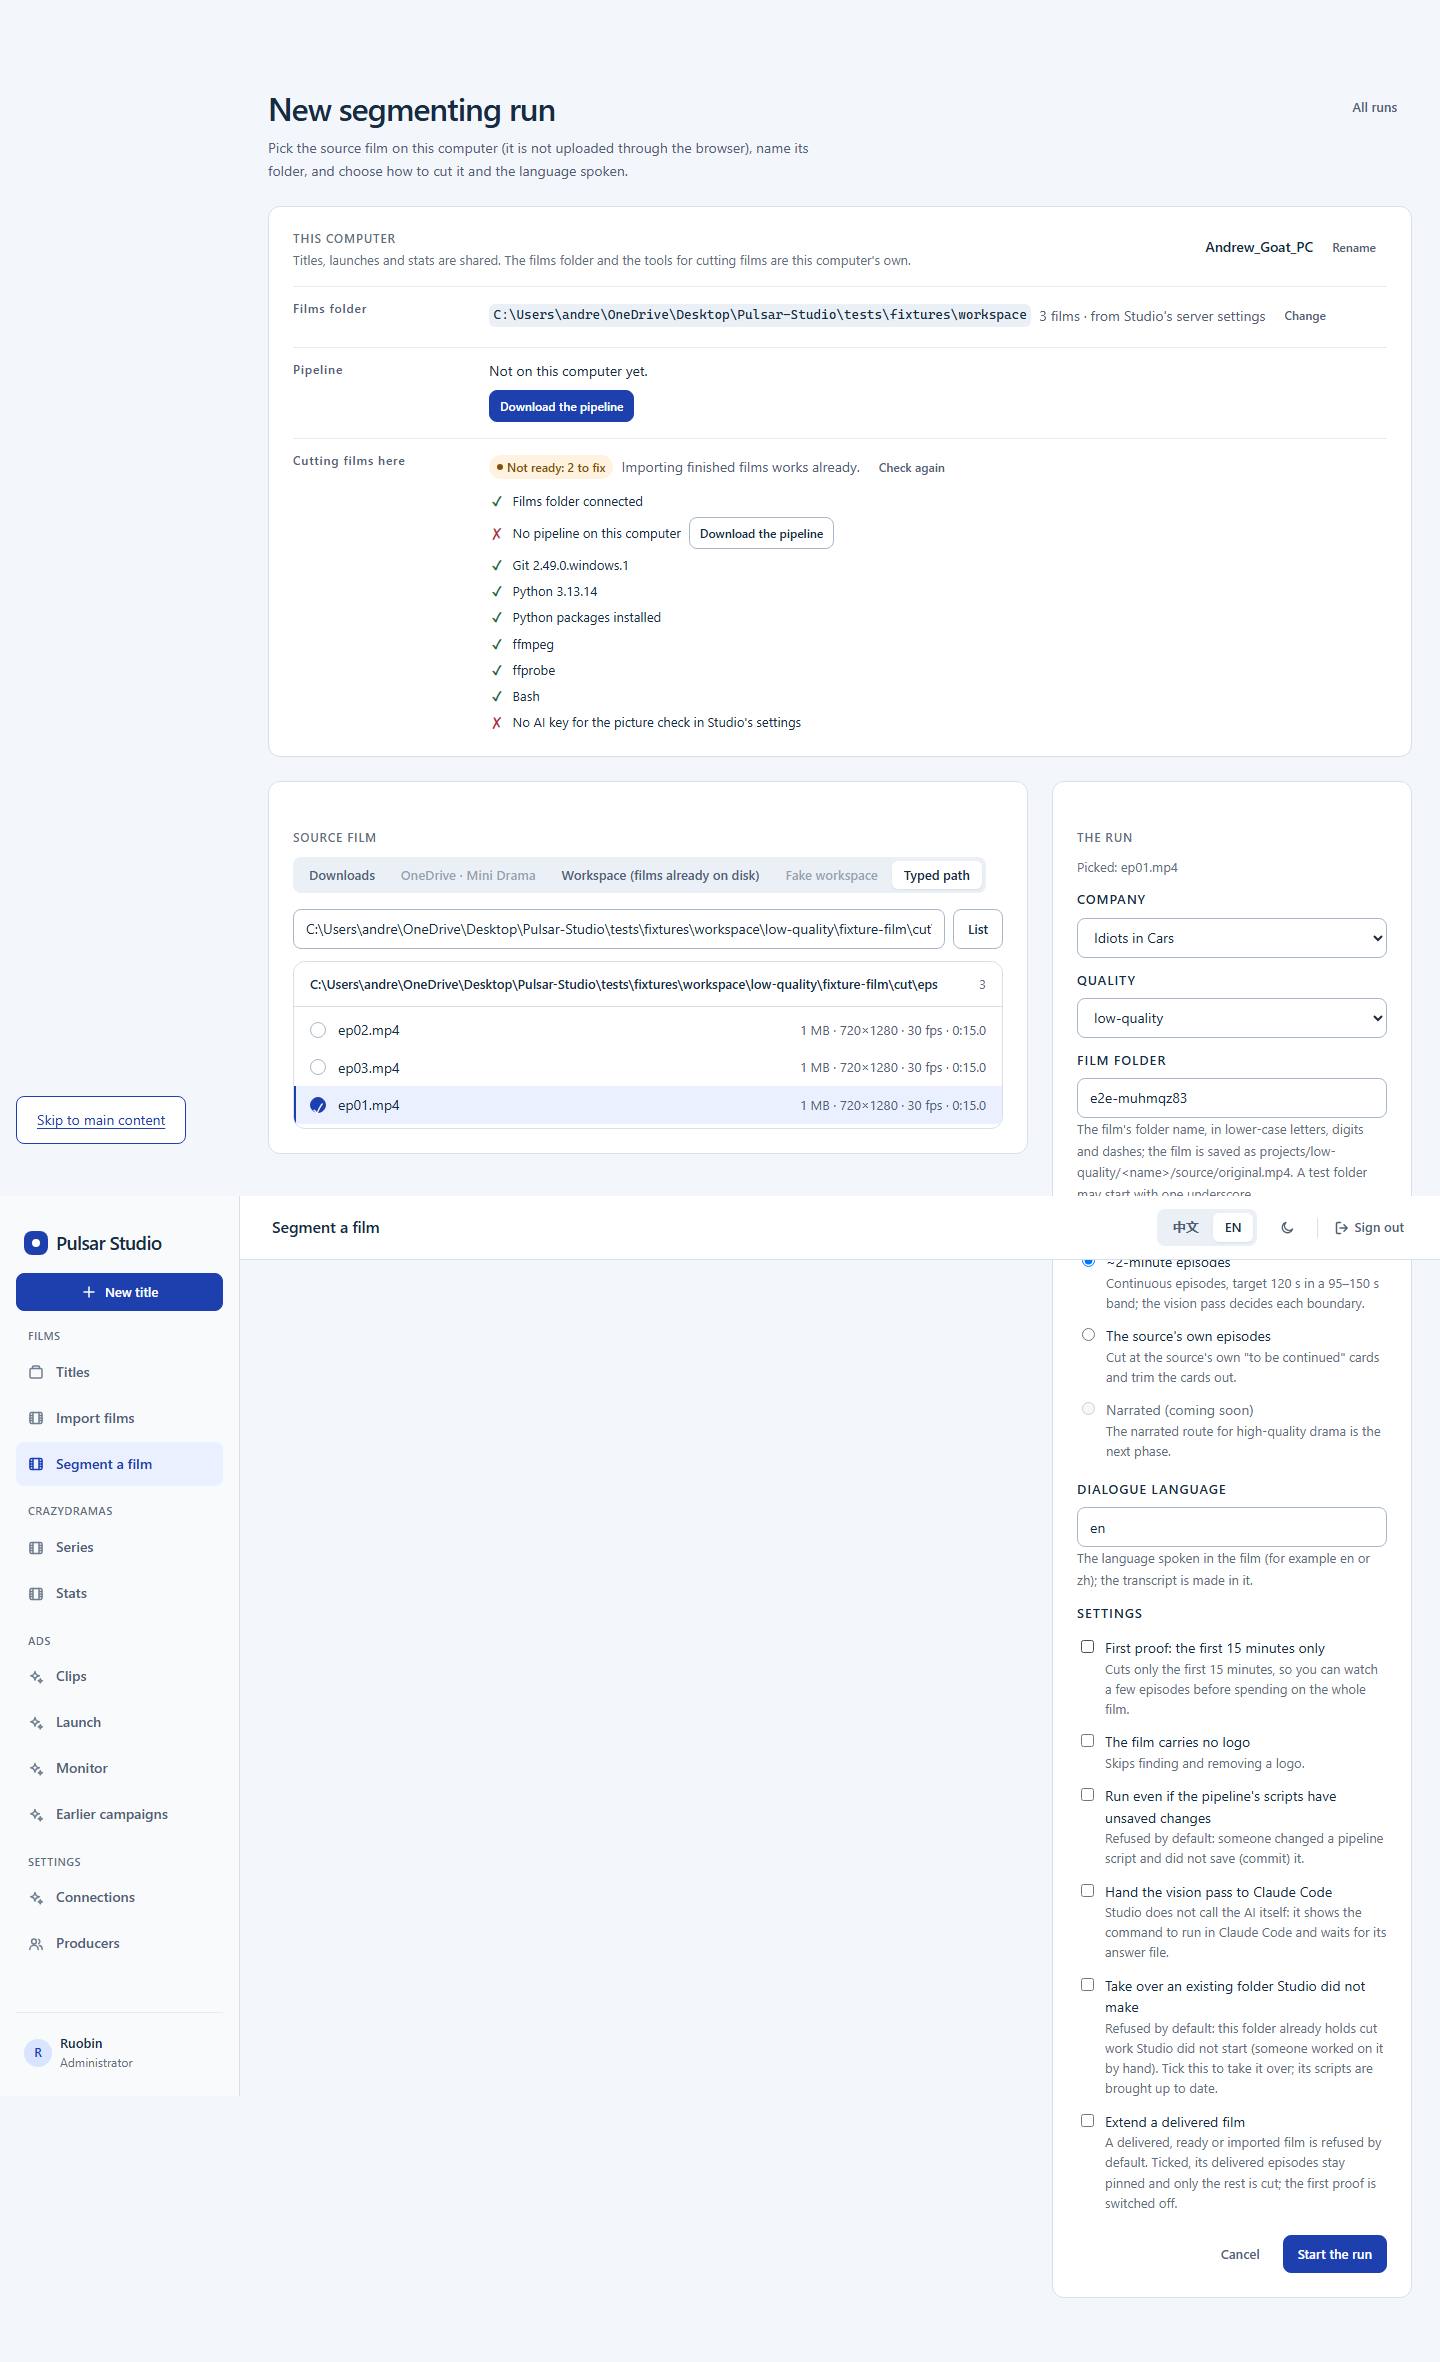 New segmenting run
All runs
Pick the source film on this computer (it is not uploaded through the browser), name its
folder, and choose how to cut it and the language spoken.
THIS COMPUTER
Titles, launches and stats are shared. The films folder and the tools for cutting films are this computer's own.
Andrew_Goat_PC
Rename
Films folder
C:\Users\andre\OneDrive\Desktop\Pulsar-Studio\tests\fixtures\workspace
3 films · from Studio's server settings
Change
Pipeline
Not on this computer yet.
Download the pipeline
Cutting films here
Not ready: 2 to fix
Importing finished films works already.
Check again
✓ Films folder connected
✗ No pipeline on this computer
Download the pipeline
✓ Git 2.49.0.windows.1
✓ Python 3.13.14
✓ Python packages installed
✓ ffmpeg
✓ ffprobe
✓ Bash
✗ No AI key for the picture check in Studio's settings
SOURCE FILM
Downloads
OneDrive · Mini Drama
Workspace (films already on disk)
Fake workspace
Typed path
C:\Users\andre\OneDrive\Desktop\Pulsar-Studio\tests\fixtures\workspace\low-quality\fixture-film\cut
List
C:\Users\andre\OneDrive\Desktop\Pulsar-Studio\tests\fixtures\workspace\low-quality\fixture-film\cut\eps
3
ep02.mp4
1 MB · 720×1280 · 30 fps · 0:15.0
ep03.mp4
1 MB · 720×1280 · 30 fps · 0:15.0
ep01.mp4
1 MB · 720×1280 · 30 fps · 0:15.0
THE RUN
Picked: ep01.mp4
COMPANY
Idiots in Cars
QUALITY
low-quality
FILM FOLDER
e2e-muhmqz83
The film's folder name, in lower-case letters, digits
and dashes; the film is saved as projects/low-
quality/<name>/source/original.mp4. A test folder
may start with one underscore.
Skip to main content
Pulsar Studio
New title
FILMS
Titles
Import films
Segment a film
CRAZYDRAMAS
Series
Stats
ADS
Clips
Launch
Monitor
Earlier campaigns
SETTINGS
Connections
Producers
R
Ruobin
Administrator
Segment a film
中文
EN
Sign out
~2-minute episodes
Continuous episodes, target 120 s in a 95–150 s
band; the vision pass decides each boundary.
The source's own episodes
Cut at the source's own "to be continued" cards
and trim the cards out.
Narrated (coming soon)
The narrated route for high-quality drama is the
next phase.
DIALOGUE LANGUAGE
en
The language spoken in the film (for example en or
zh); the transcript is made in it.
SETTINGS
First proof: the first 15 minutes only
Cuts only the first 15 minutes, so you can watch
a few episodes before spending on the whole
film.
The film carries no logo
Skips finding and removing a logo.
Run even if the pipeline's scripts have
unsaved changes
Refused by default: someone changed a pipeline
script and did not save (commit) it.
Hand the vision pass to Claude Code
Studio does not call the AI itself: it shows the
command to run in Claude Code and waits for its
answer file.
Take over an existing folder Studio did not
make
Refused by default: this folder already holds cut
work Studio did not start (someone worked on it
by hand). Tick this to take it over; its scripts are
brought up to date.
Extend a delivered film
A delivered, ready or imported film is refused by
default. Ticked, its delivered episodes stay
pinned and only the rest is cut; the first proof is
switched off.
Cancel
Start the run